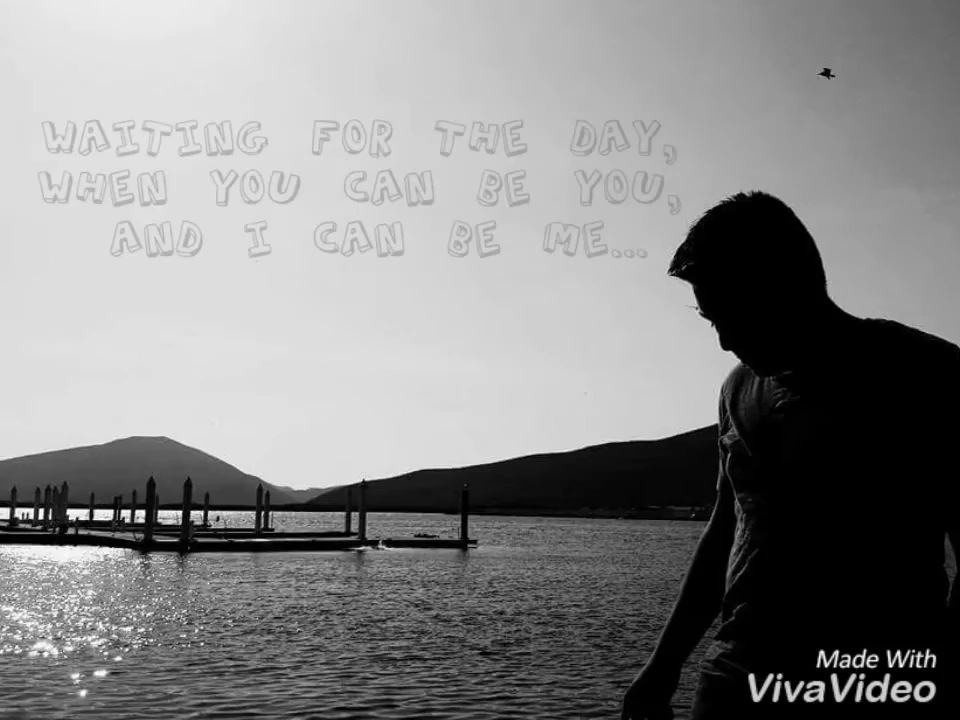 WAITING FOR THE DAY,
WHEN YOU CAN BE YOU,
AND I CAN BE ME...
Made With
VivaVideo